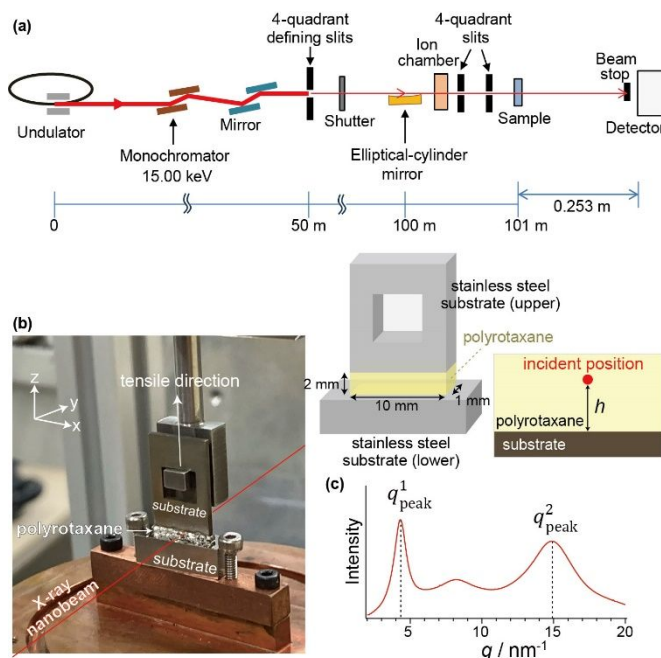 (a)
4-quadrant
defining slits
4-quadrant
slits
Ion
chamber
Beam
stop
Undulator
Mirror
Shutter
Sample
Detector
Monochromator
15.00 keV
Elliptical-cylinder
mirror
0.253 m
0
50 m
100 m
101 m
(b)
z
y
x
tensile direction
substrate
polyrotaxane
substrate
X-ray
nanobeam
stainless steel
substrate (upper)
polyrotaxane
2 mm
10 mm
1 mm
stainless steel
substrate (lower)
incident position
h
polyrotaxane
substrate
(c)
q¹peak
q²peak
Intensity
5
10
15
20
q / nm⁻¹